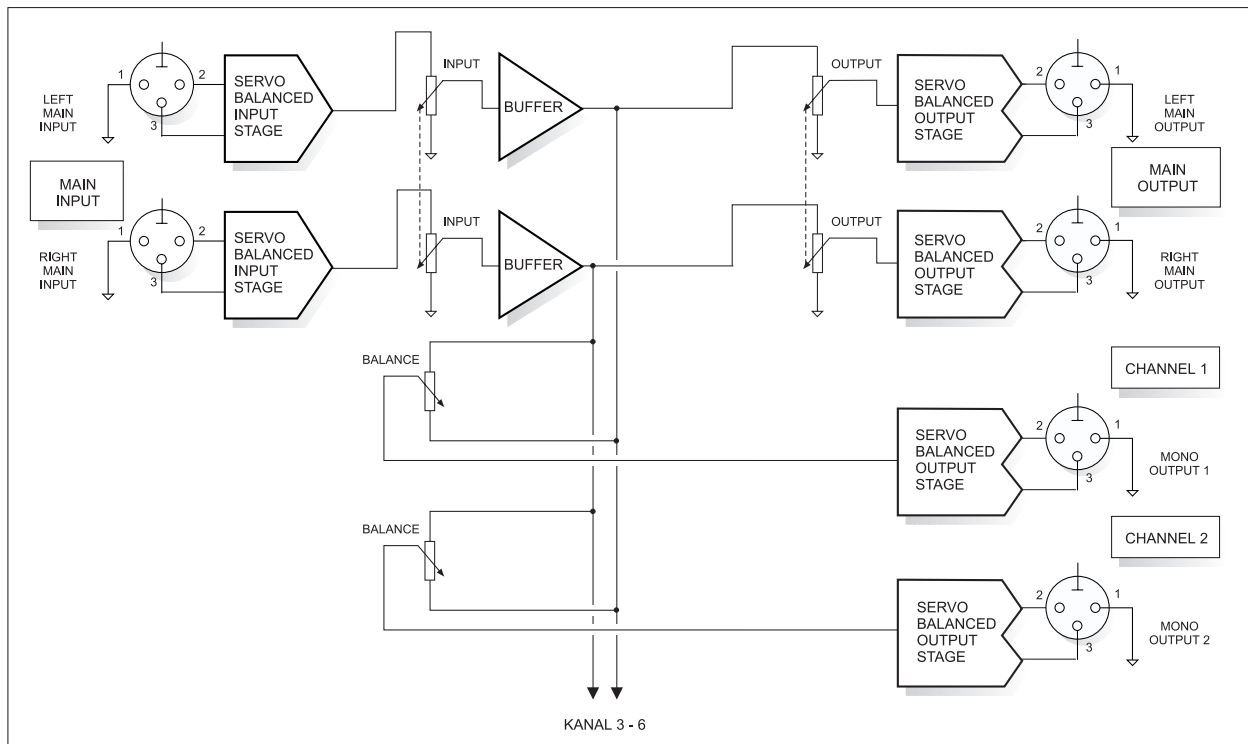 1
2
3
LEFT
MAIN
INPUT
SERVO
BALANCED
INPUT
STAGE
INPUT
BUFFER
OUTPUT
SERVO
BALANCED
OUTPUT
STAGE
2
1
3
LEFT
MAIN
OUTPUT
MAIN
INPUT
MAIN
OUTPUT
1
2
3
RIGHT
MAIN
INPUT
SERVO
BALANCED
INPUT
STAGE
INPUT
BUFFER
OUTPUT
SERVO
BALANCED
OUTPUT
STAGE
2
1
3
RIGHT
MAIN
OUTPUT
BALANCE
CHANNEL 1
SERVO
BALANCED
OUTPUT
STAGE
2
1
3
MONO
OUTPUT 1
BALANCE
CHANNEL 2
SERVO
BALANCED
OUTPUT
STAGE
2
1
3
MONO
OUTPUT 2
KANAL 3 - 6